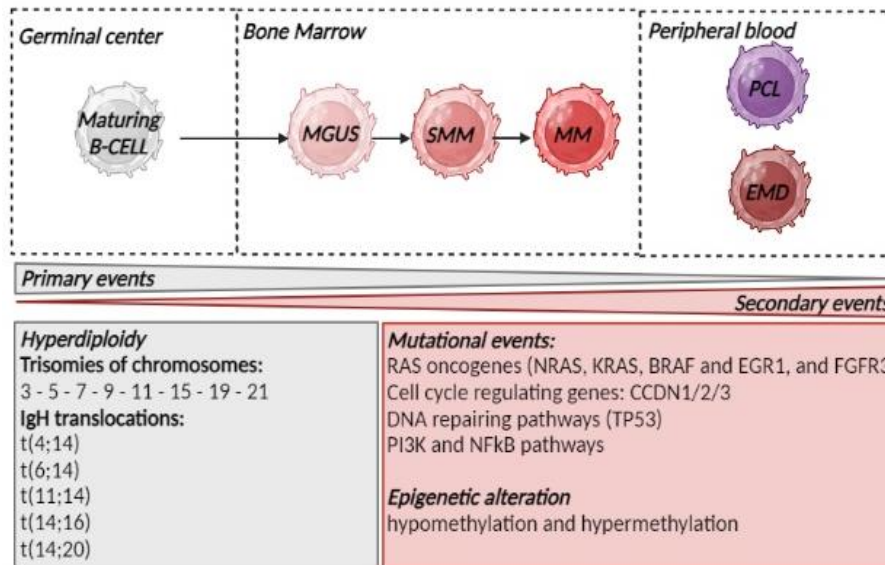 Germinal center
Bone Marrow
Peripheral blood
Maturing
B-CELL
MGUS
SMM
MM
PCL
EMD
Primary events
Secondary events
Hyperdiploidy
Trisomies of chromosomes:
3 - 5 - 7 - 9 - 11 - 15 - 19 - 21
IgH translocations:
t(4;14)
t(6;14)
t(11;14)
t(14;16)
t(14;20)
Mutational events:
RAS oncogenes (NRAS, KRAS, BRAF and EGR1, and FGFR3
Cell cycle regulating genes: CCDN1/2/3
DNA repairing pathways (TP53)
PI3K and NFkB pathways
Epigenetic alteration
hypomethylation and hypermethylation